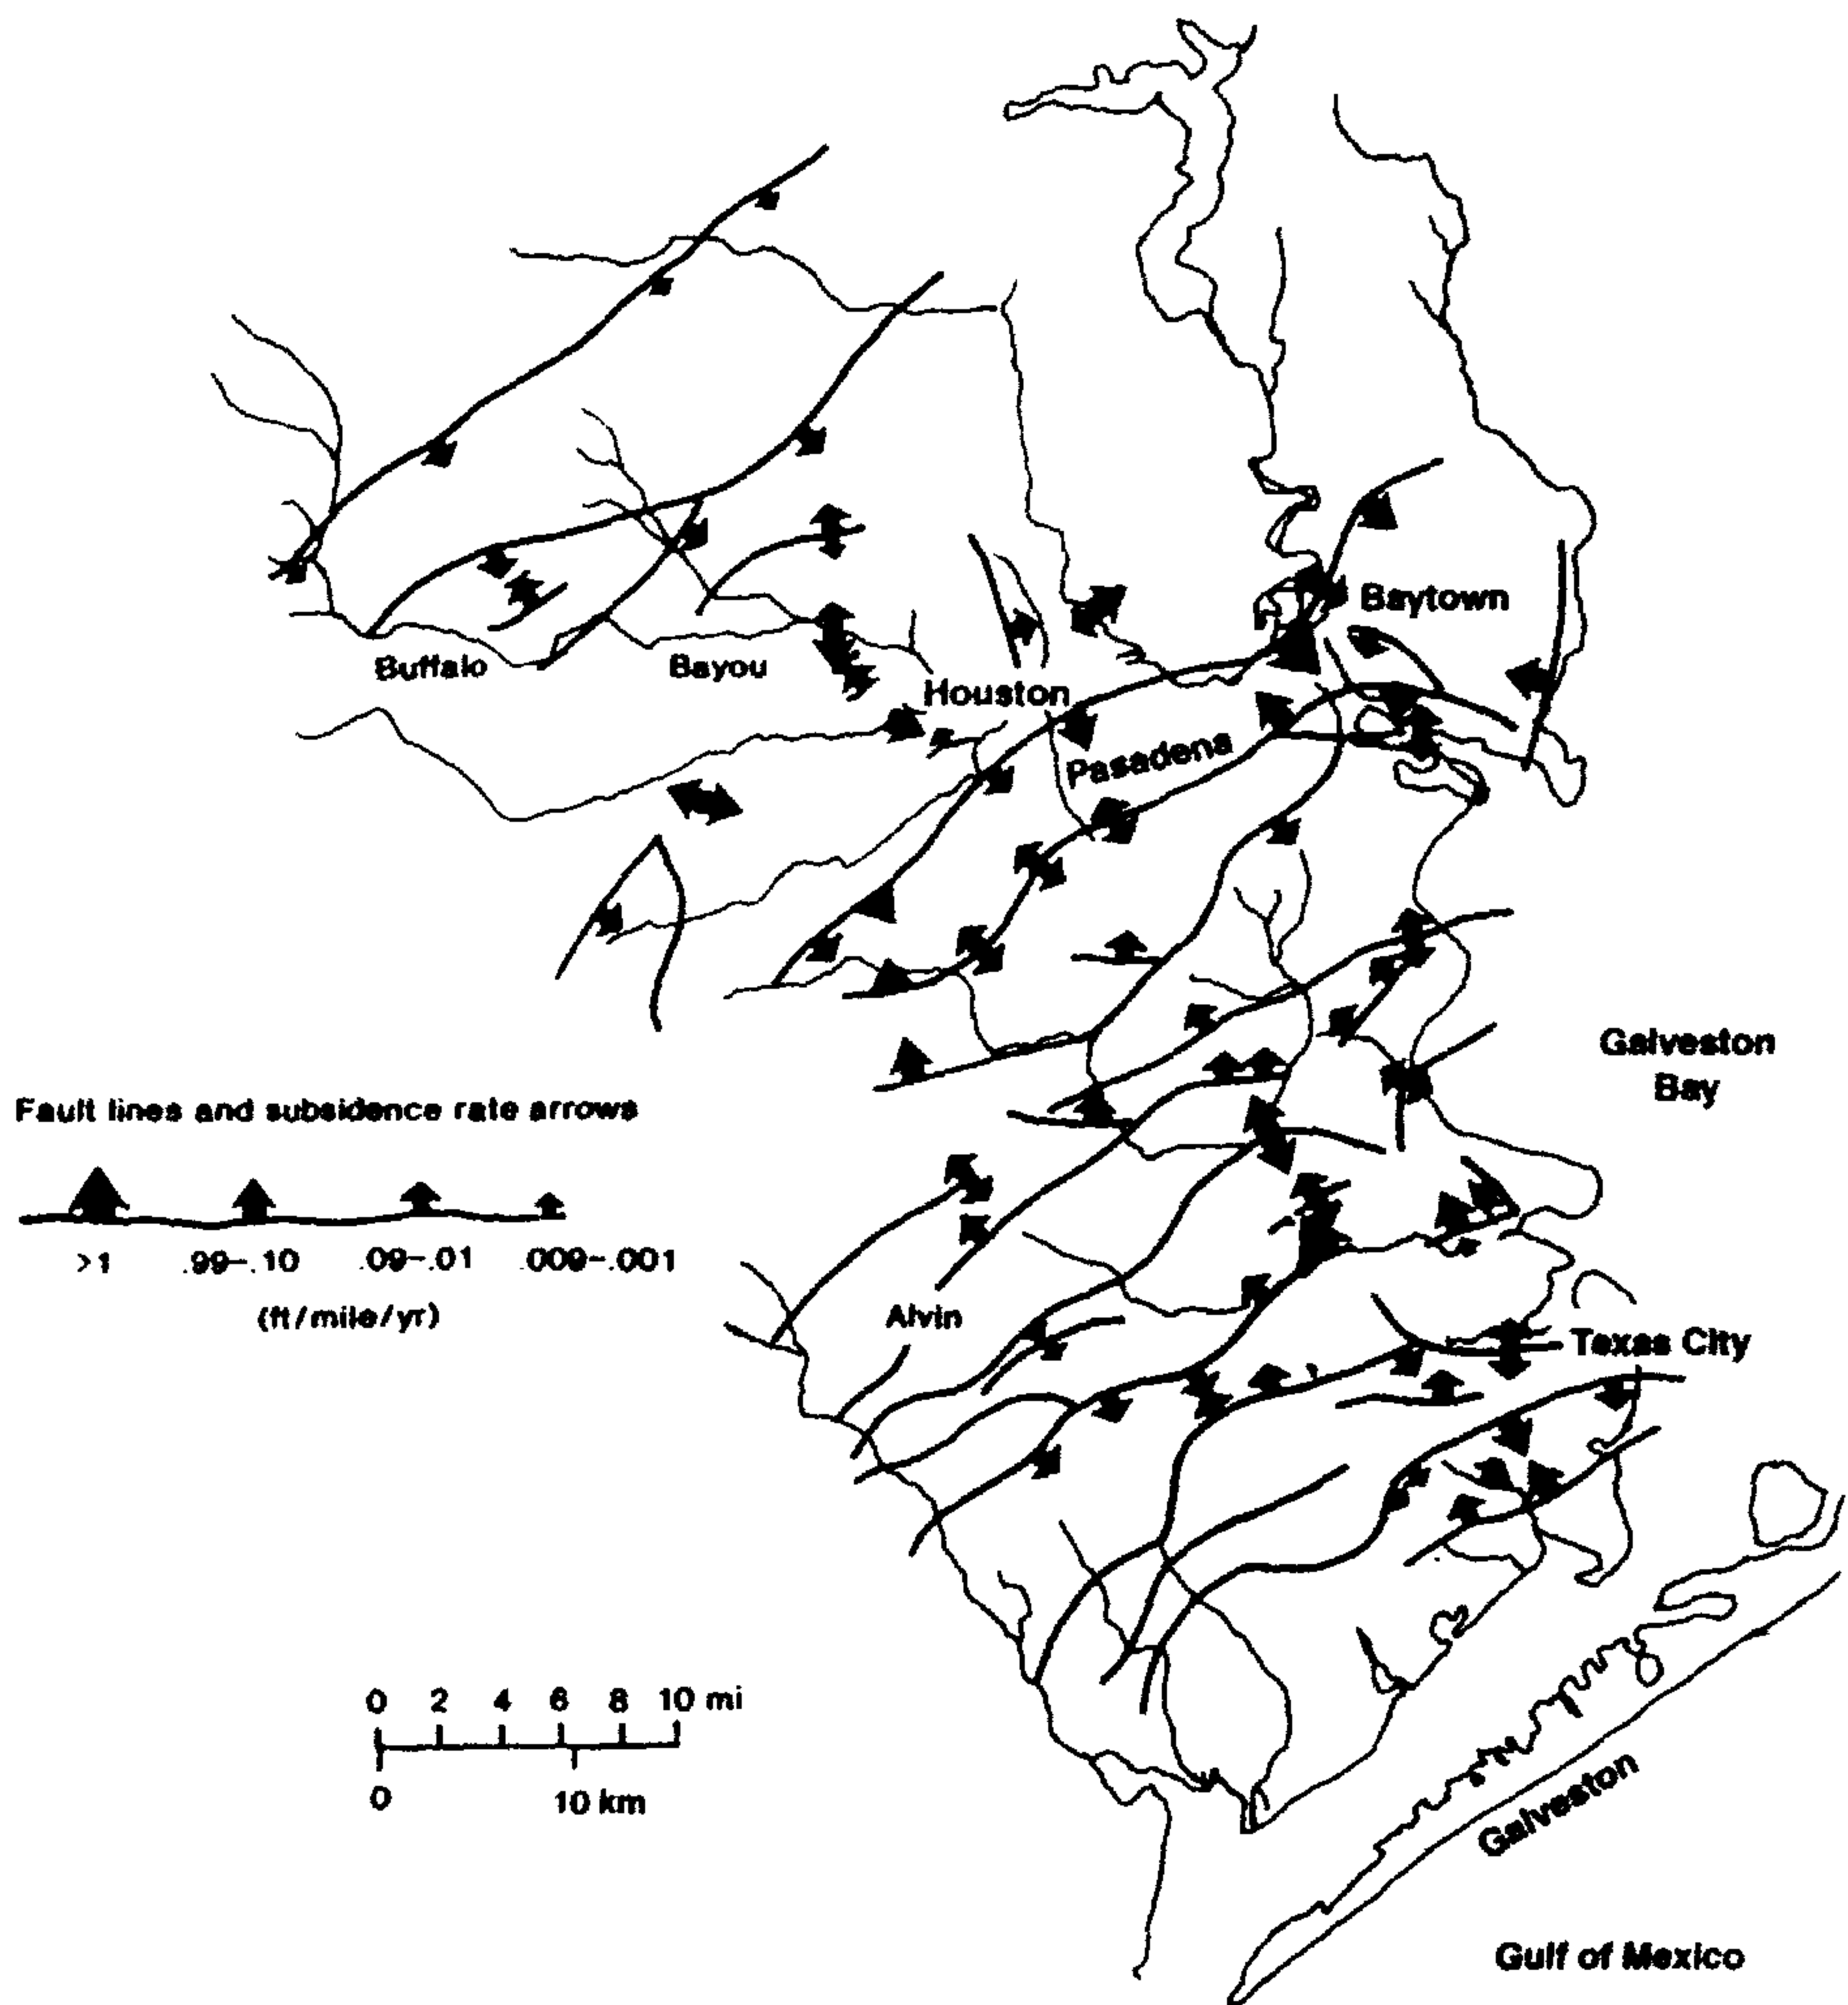 Baytown
Buffalo
Bayou
Houston
Pasadena
Galveston
Bay
Fault lines and subsidence rate arrows
>1
.99–.10
.09–.01
.009–.001
(ft/mile/yr)
Alvin
Texas City
0 2 4 6 8 10 mi
0 10 km
Galveston
Gulf of Mexico